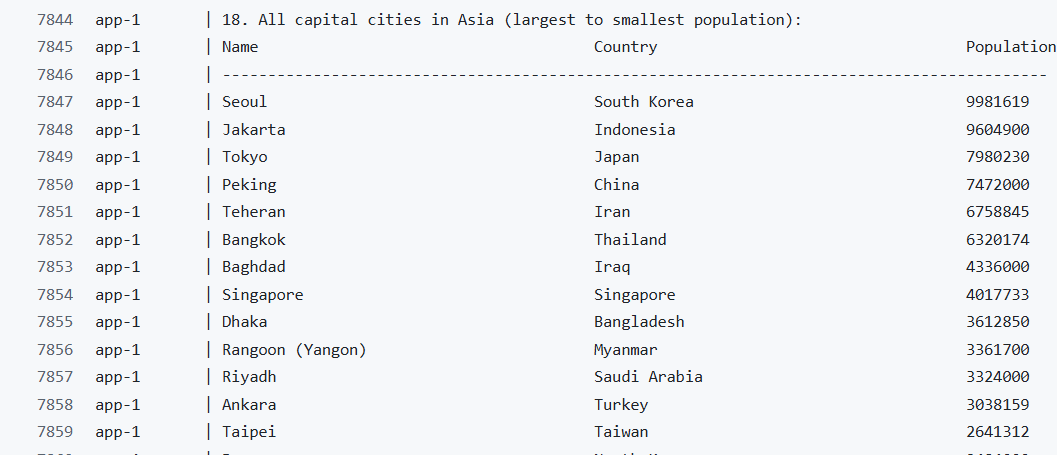 7844 app-1 | 18. All capital cities in Asia (largest to smallest population):
7845 app-1 | Name Country Population
7846 app-1 | ------------------------------------------------------------------------------------------
7847 app-1 | Seoul South Korea 9981619
7848 app-1 | Jakarta Indonesia 9604900
7849 app-1 | Tokyo Japan 7980230
7850 app-1 | Peking China 7472000
7851 app-1 | Teheran Iran 6758845
7852 app-1 | Bangkok Thailand 6320174
7853 app-1 | Baghdad Iraq 4336000
7854 app-1 | Singapore Singapore 4017733
7855 app-1 | Dhaka Bangladesh 3612850
7856 app-1 | Rangoon (Yangon) Myanmar 3361700
7857 app-1 | Riyadh Saudi Arabia 3324000
7858 app-1 | Ankara Turkey 3038159
7859 app-1 | Taipei Taiwan 2641312